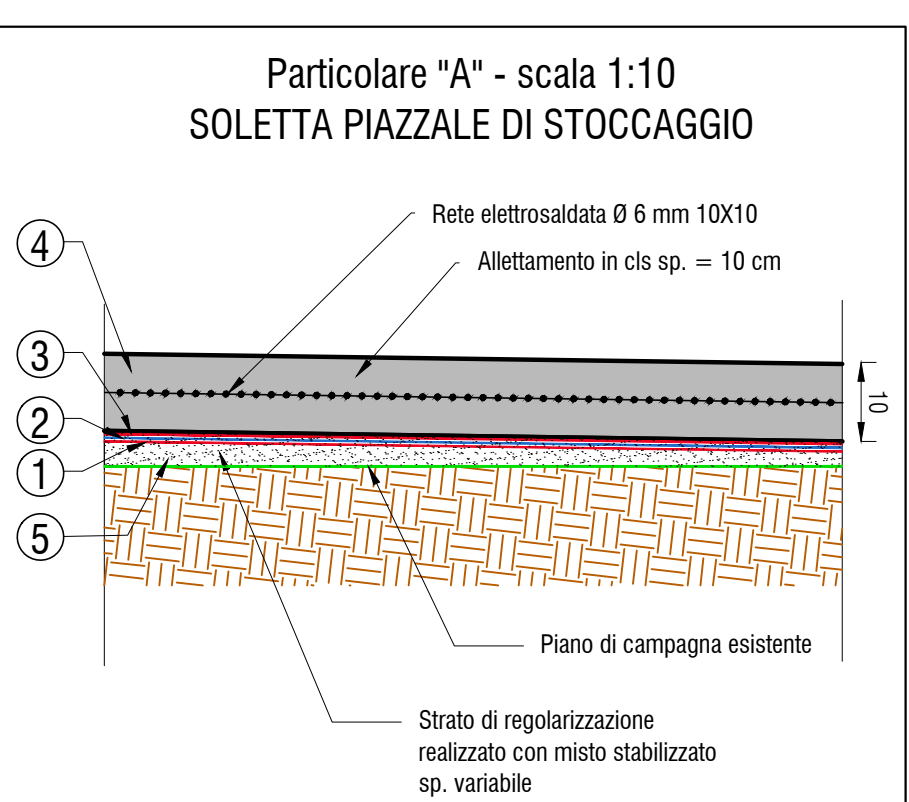 Particolare "A" - scala 1:10
SOLETTA PIAZZALE DI STOCCAGGIO
Rete elettrosaldata Ø 6 mm 10X10
4
Allettamento in cls sp. = 10 cm
3
10
2
1
5
Piano di campagna esistente
Strato di regolarizzazione
realizzato con misto stabilizzato
sp. variabile